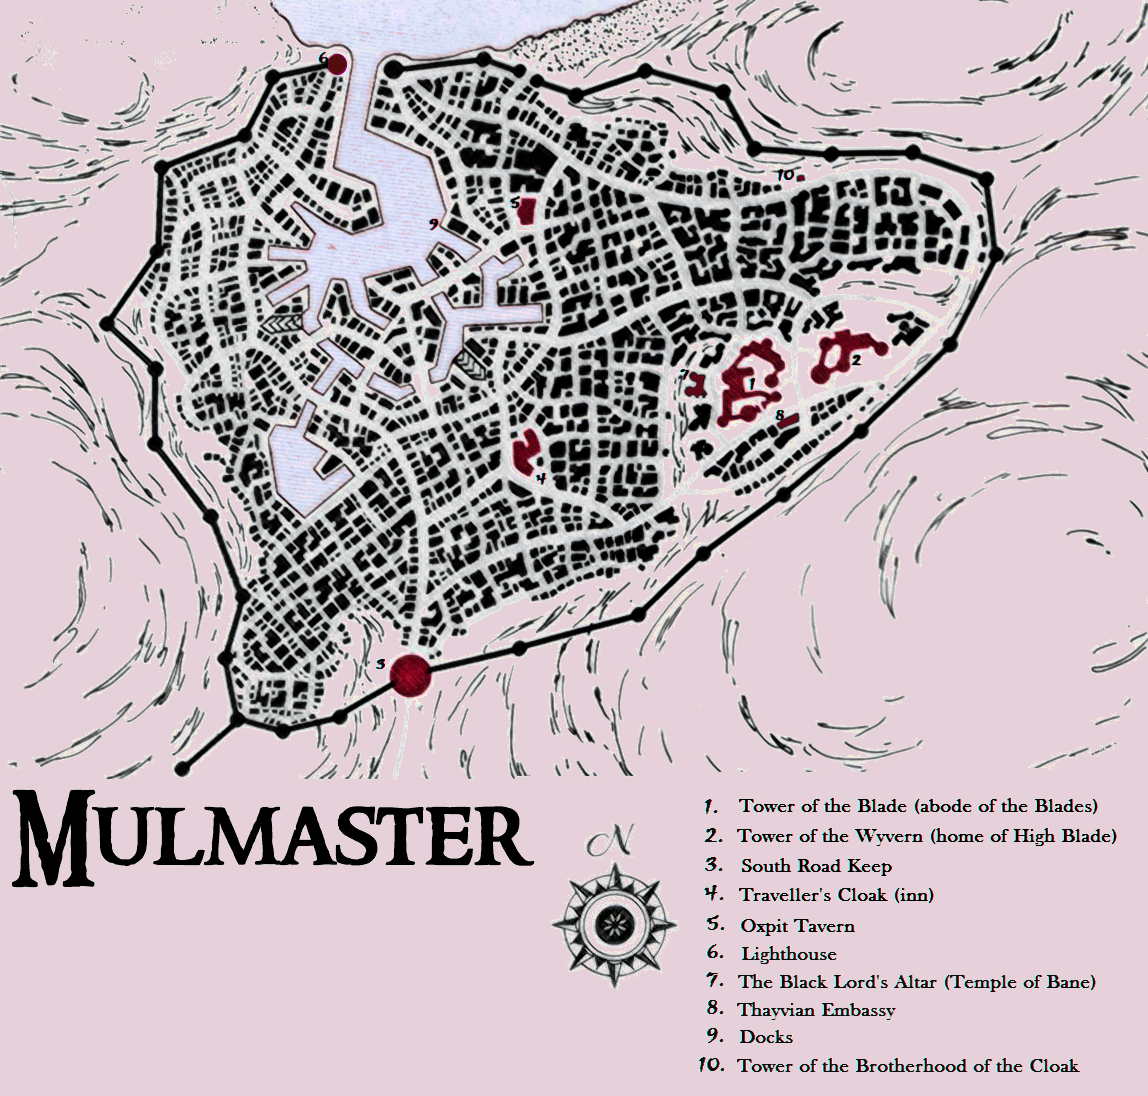 6
10
5
9
2
7
1
8
4
3
MULMASTER
N
1. Tower of the Blade (abode of the Blades)
2. Tower of the Wyvern (home of High Blade)
3. South Road Keep
4. Traveller's Cloak (inn)
5. Oxpit Tavern
6. Lighthouse
7. The Black Lord's Altar (Temple of Bane)
8. Thayvian Embassy
9. Docks
10. Tower of the Brotherhood of the Cloak